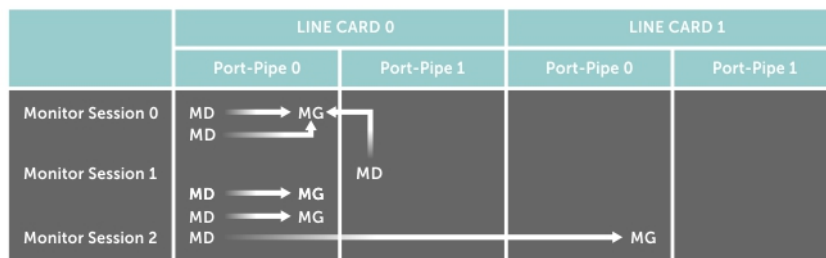 LINE CARD 0 LINE CARD 1
Port-Pipe 0 Port-Pipe 1 Port-Pipe 0 Port-Pipe 1
Monitor Session 0 MD MG
MD
Monitor Session 1 MD
MD MG
MD MG
Monitor Session 2 MD MG